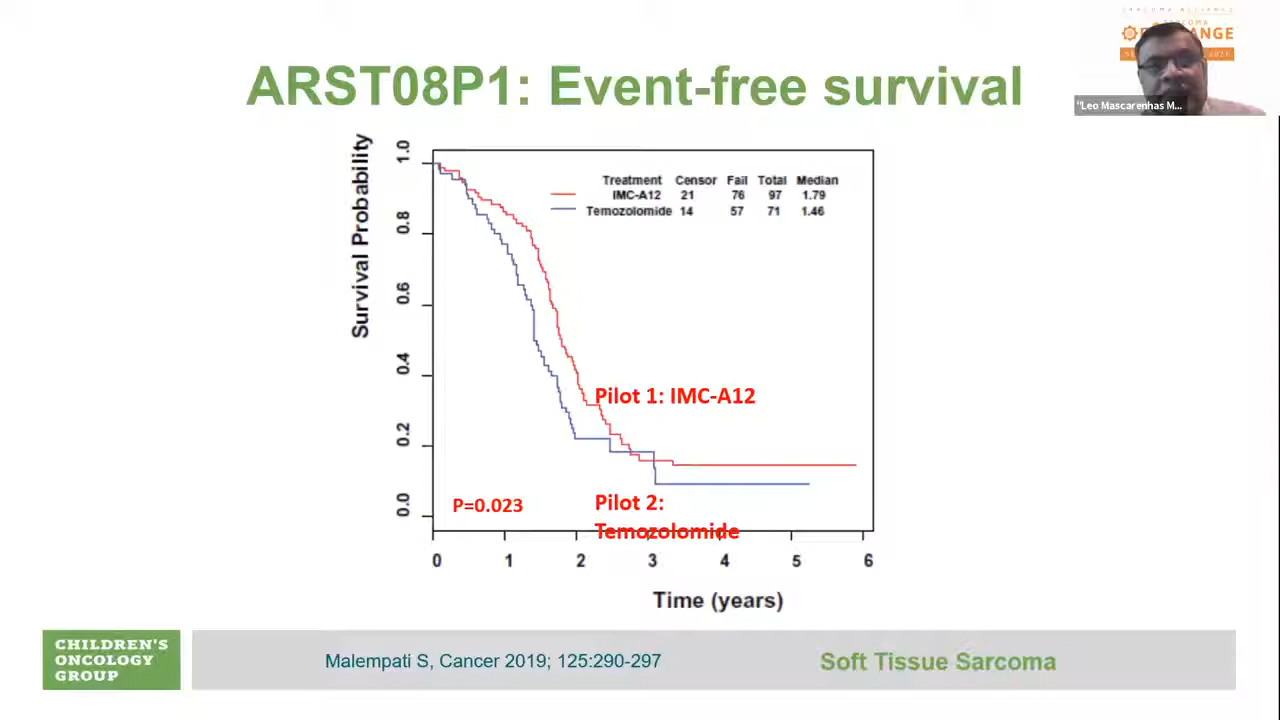 ARST08P1: Event-free survival
SARCOMA ALLIANCE
"Leo Mascarenhas M...
Survival Probability
1.0
0.8
0.6
0.4
0.2
0.0
Treatment Censor Fail Total Median
IMC-A12 21 76 97 1.79
Temozolomide 14 57 71 1.46
Pilot 1: IMC-A12
P=0.023
Pilot 2:
Temozolomide
0 1 2 3 4 5 6
Time (years)
CHILDREN'S
ONCOLOGY
GROUP
Malempati S, Cancer 2019; 125:290-297
Soft Tissue Sarcoma